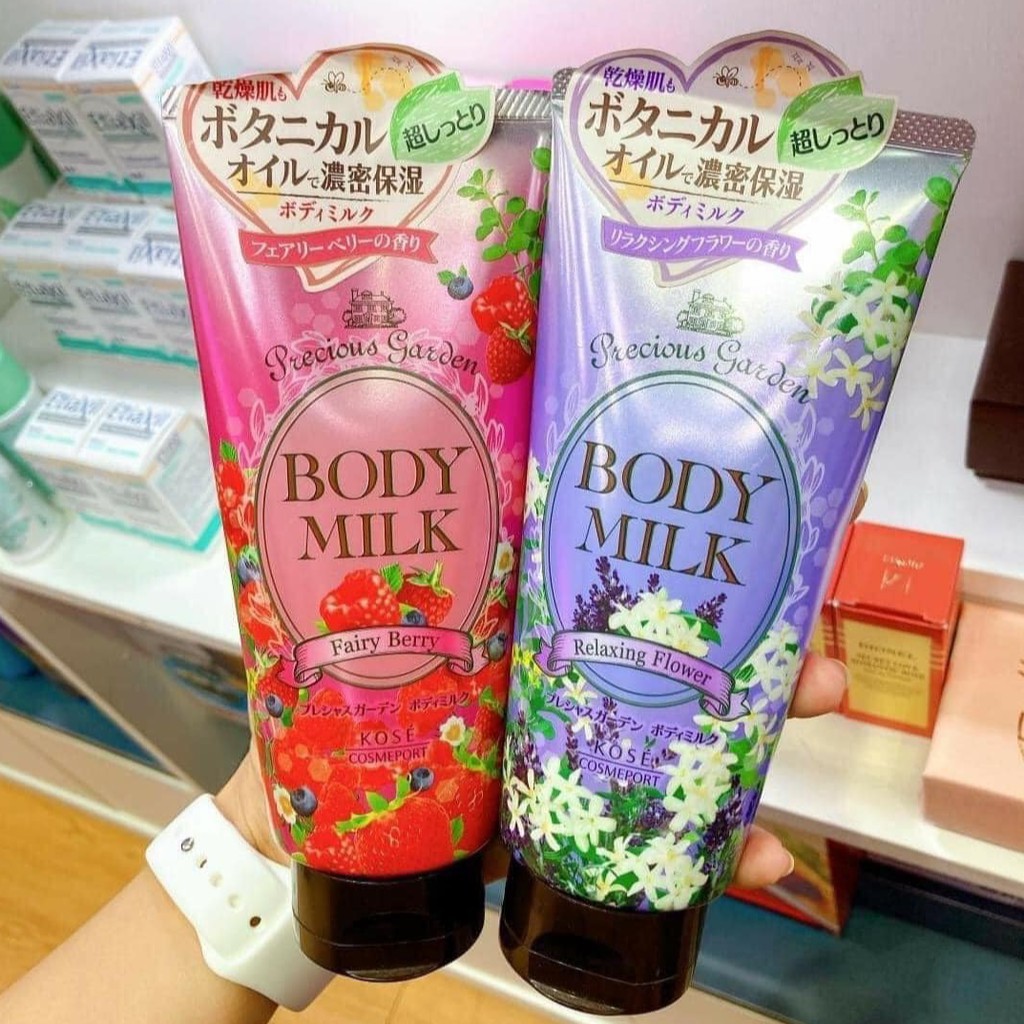 乾燥肌も
ボタニカル
オイルで濃密保湿
超しっとり
ボディミルク
フェアリーベリーの香り
Precious Garden
BODY
MILK
Fairy Berry
プレシャスガーデン ボディミルク
KOSÉ
COSMEPORT
乾燥肌も
ボタニカル
オイルで濃密保湿
超しっとり
ボディミルク
リラクシングフラワーの香り
Precious Garden
BODY
MILK
Relaxing Flower
プレシャスガーデン ボディミルク
KOSÉ
COSMEPORT
Etiaxil
Etiaxil
Etiaxil
Etiaxil